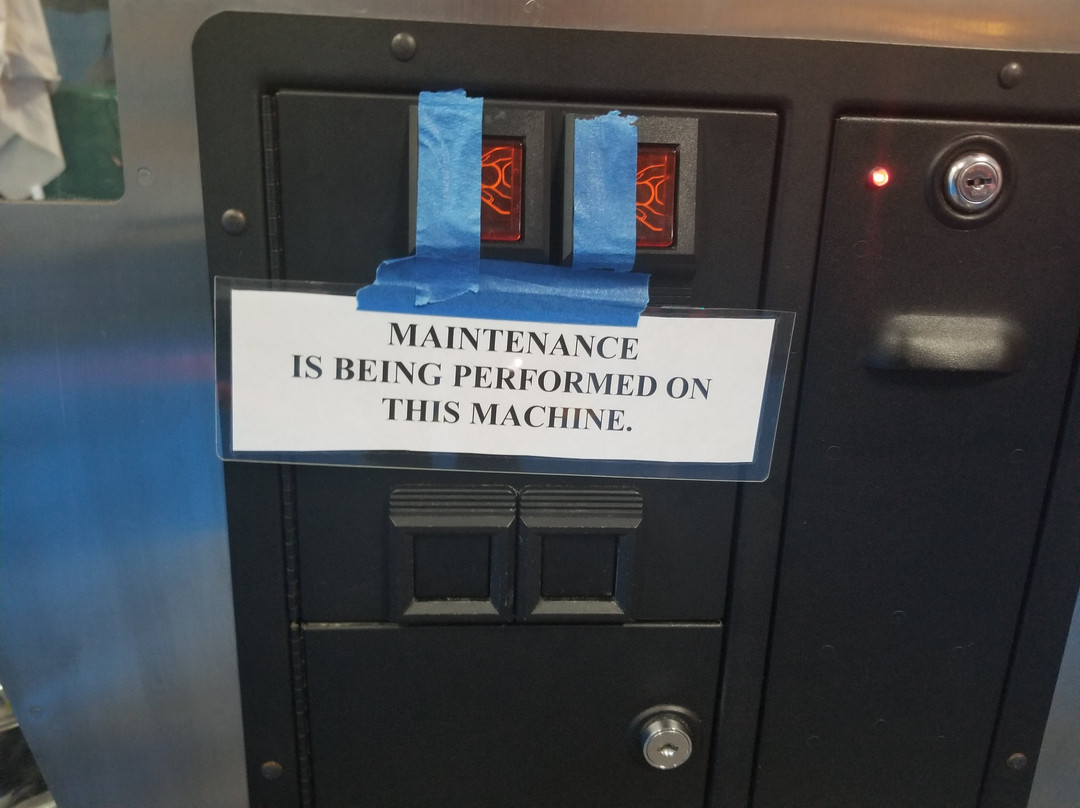 MAINTENANCE
IS BEING PERFORMED ON
THIS MACHINE.